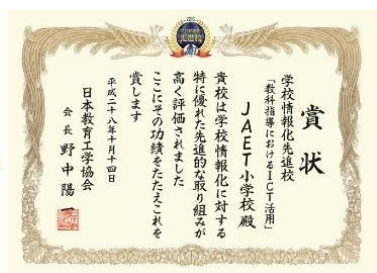 賞状
学校情報化先進校
「教科指導におけるICT活用」
JAET小学校殿
貴校は学校情報化に対する
特に優れた先進的な取り組みが
高く評価されました
ここにその功績をたたえこれを
賞します
平成二十八年十月十四日
日本教育工学協会
会長 野中陽一